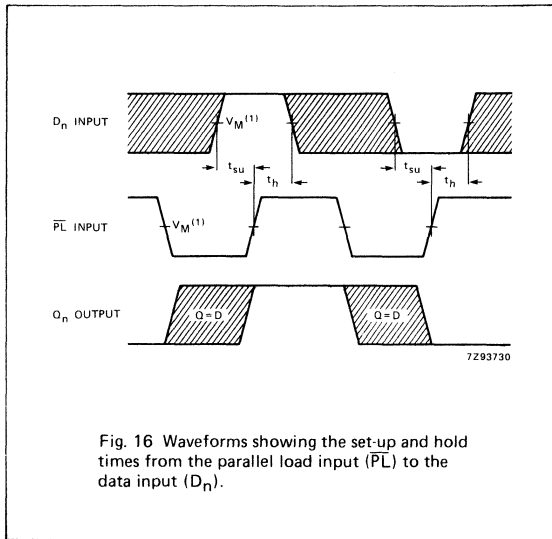 Dn INPUT
VM(1)
tsu
th
tsu
th
PL INPUT
VM(1)
Qn OUTPUT
Q=D
Q=D
7Z93730
Fig. 16 Waveforms showing the set-up and hold
times from the parallel load input (PL) to the
data input (Dn).